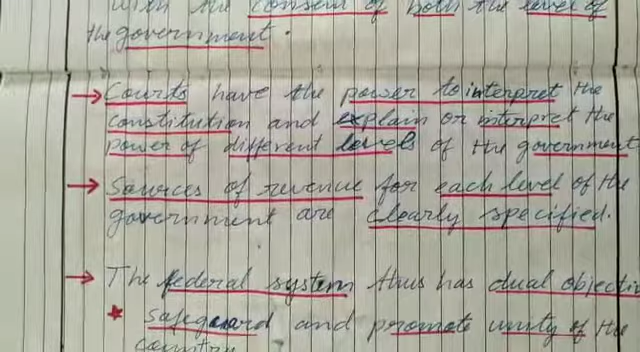 with the consent of both the level of
the government.
→ Courts have the power to interpret the
constitution and explain or interpret the
power of different levels of the government
→ Sources of revenue for each level of the
government are clearly specified.
→ The federal system thus has dual objecti
* safeguard and promote unity of the
country